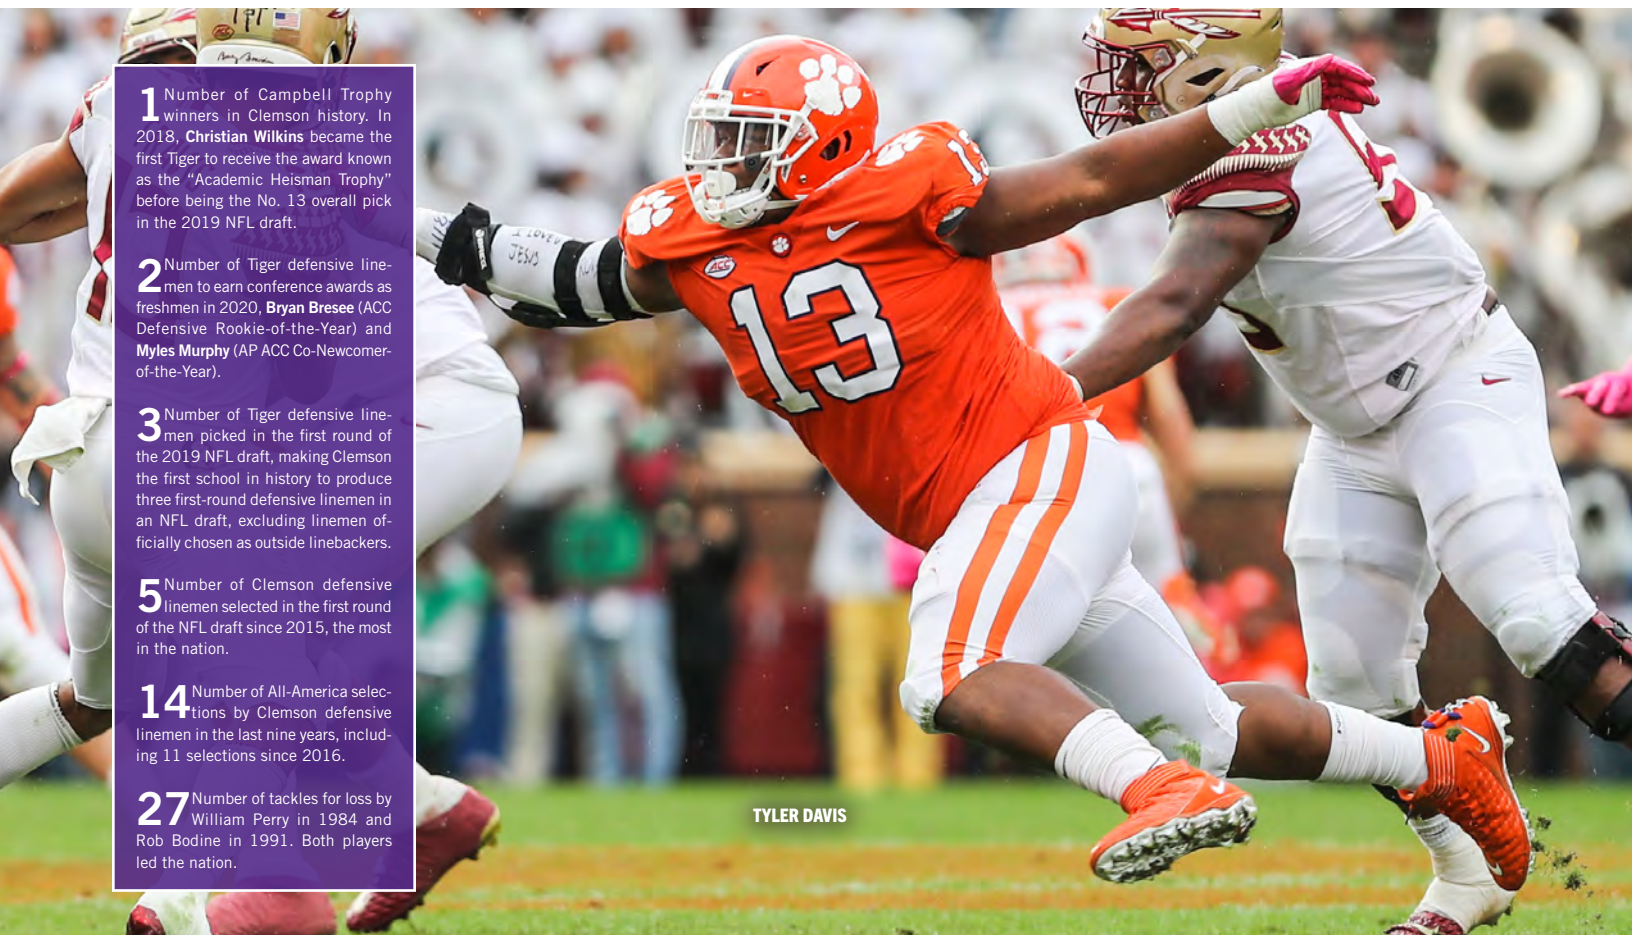 1 Number of Campbell Trophy
winners in Clemson history. In
2018, Christian Wilkins became the
first Tiger to receive the award known
as the “Academic Heisman Trophy”
before being the No. 13 overall pick
in the 2019 NFL draft.
2 Number of Tiger defensive line-
men to earn conference awards as
freshmen in 2020, Bryan Bresee (ACC
Defensive Rookie-of-the-Year) and
Myles Murphy (AP ACC Co-Newcomer-
of-the-Year).
3 Number of Tiger defensive line-
men picked in the first round of
the 2019 NFL draft, making Clemson
the first school in history to produce
three first-round defensive linemen in
an NFL draft, excluding linemen of-
ficially chosen as outside linebackers.
5 Number of Clemson defensive
linemen selected in the first round
of the NFL draft since 2015, the most
in the nation.
14 Number of All-America selec-
tions by Clemson defensive
linemen in the last nine years, includ-
ing 11 selections since 2016.
27 Number of tackles for loss by
William Perry in 1984 and
Rob Bodine in 1991. Both players
led the nation.
I LOVE
JESUS
ACC
13
13
TYLER DAVIS